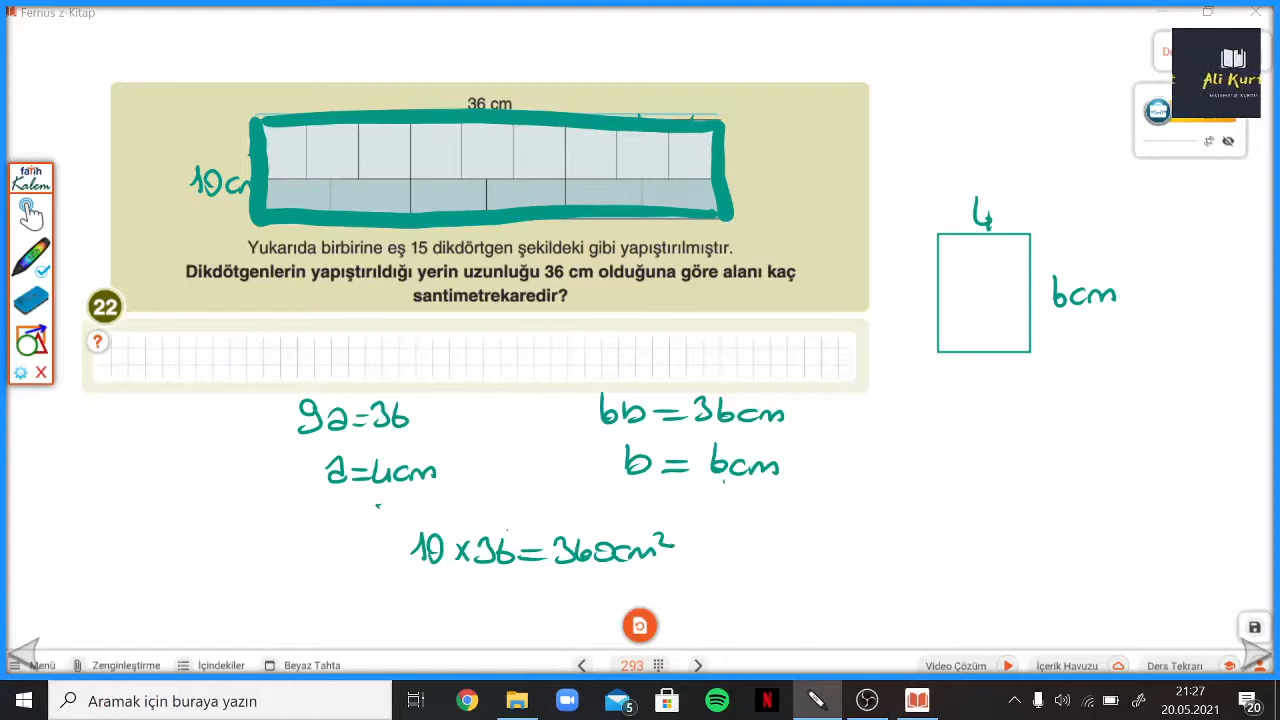 Fernus z-Kitap
Ali Kurt
36 cm
fatih
Kalem
10cm
Yukarıda birbirine eş 15 dikdörtgen şekildeki gibi yapıştırılmıştır.
Dikdötgenlerin yapıştırıldığı yerin uzunluğu 36 cm olduğuna göre alanı kaç
santimetrekaredir?
22
?
4
6cm
9a=36
6b=36cm
a=4cm
b=6cm
10x36=360cm²
Menü
Zenginleştirme
İçindekiler
Beyaz Tahta
293
Video Çözüm
İçerik Havuzu
Ders Tekrarı
Aramak için buraya yazın
5
21:27
20.05.2021
20